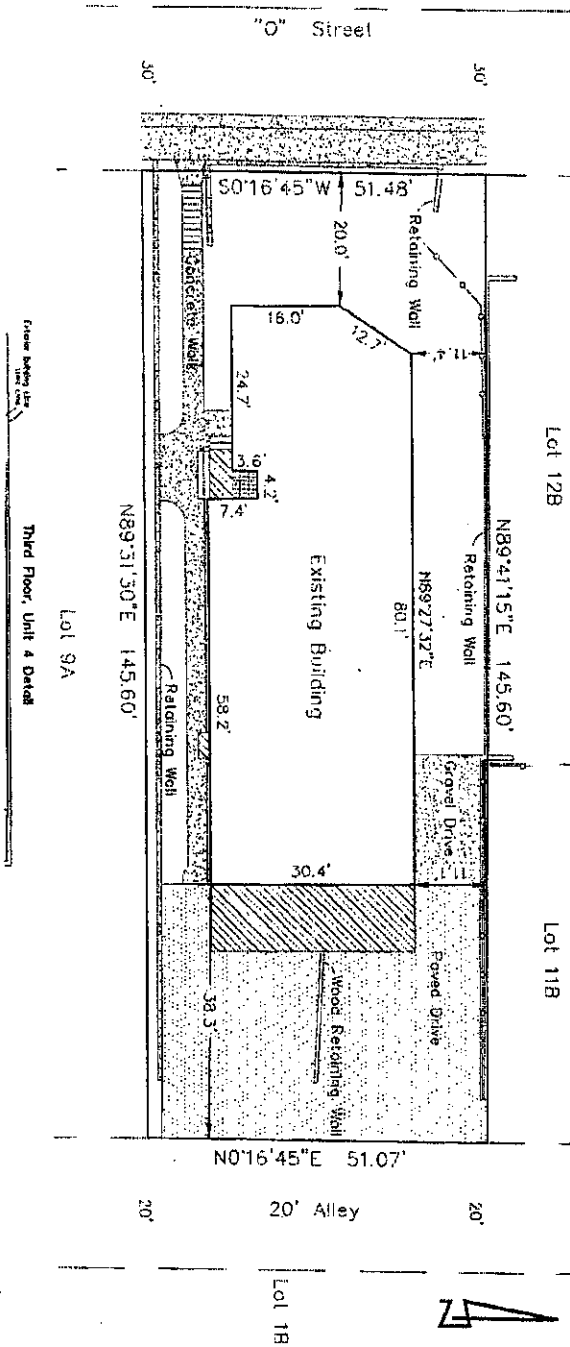 "O" Street
30'
30'
S0°16'45"W 51.48'
20.0'
Retaining Wall
Concrete Walk
16.0'
12.7'
11.4'
24.7'
3.6'
4.2'
7.4'
Lot 12B
N89°41'15"E 145.60'
Retaining Wall
N89°27'32"E
80.1'
Existing Building
58.2'
N89°31'30"E 145.60'
Retaining Wall
Lot 9A
Third Floor, Unit 4 Detail
Gravel Drive
11.1'
30.4'
Lot 11B
Paved Drive
Wood Retaining Wall
38.3'
N0°16'45"E 51.07'
20'
20' Alley
20'
Lot 1B